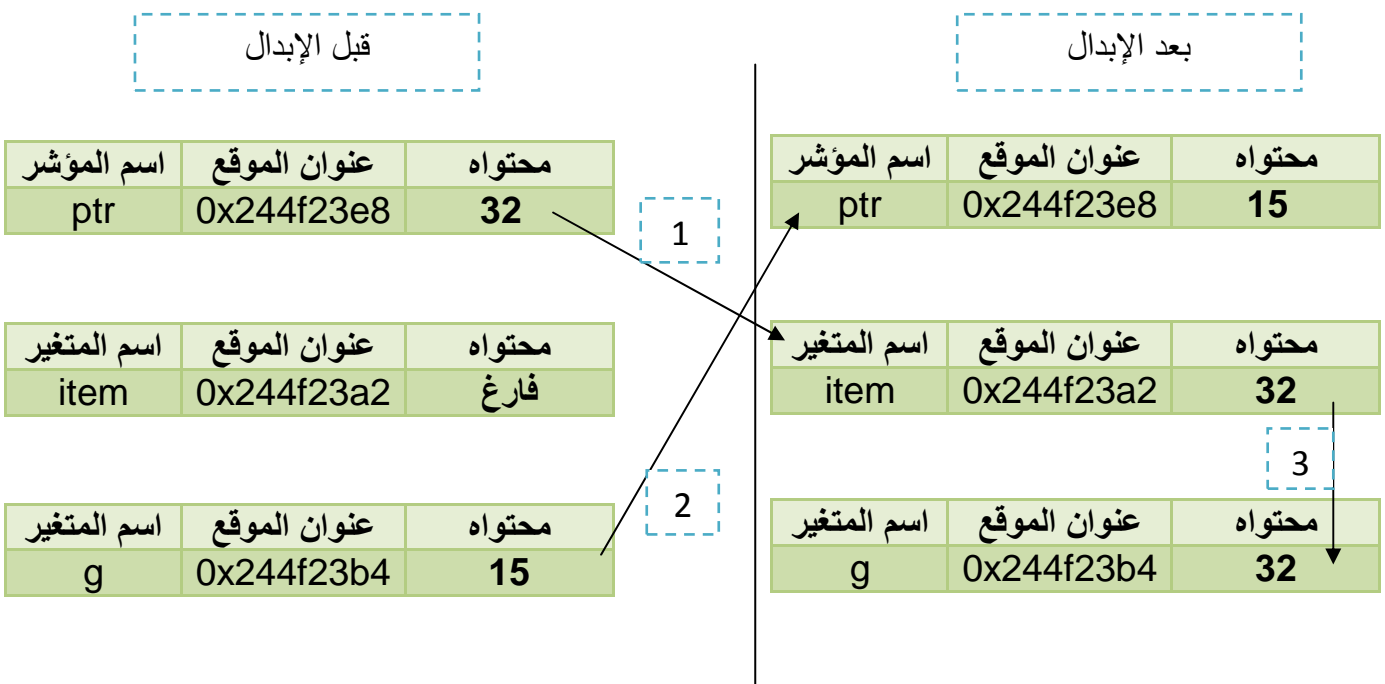 قبل الإبدال
اسم المؤشر عنوان الموقع محتواه
ptr 0x244f23e8 32
1
اسم المتغير عنوان الموقع محتواه
item 0x244f23a2 فارغ
2
اسم المتغير عنوان الموقع محتواه
g 0x244f23b4 15
بعد الإبدال
اسم المؤشر عنوان الموقع محتواه
ptr 0x244f23e8 15
اسم المتغير عنوان الموقع محتواه
item 0x244f23a2 32
3
اسم المتغير عنوان الموقع محتواه
g 0x244f23b4 32